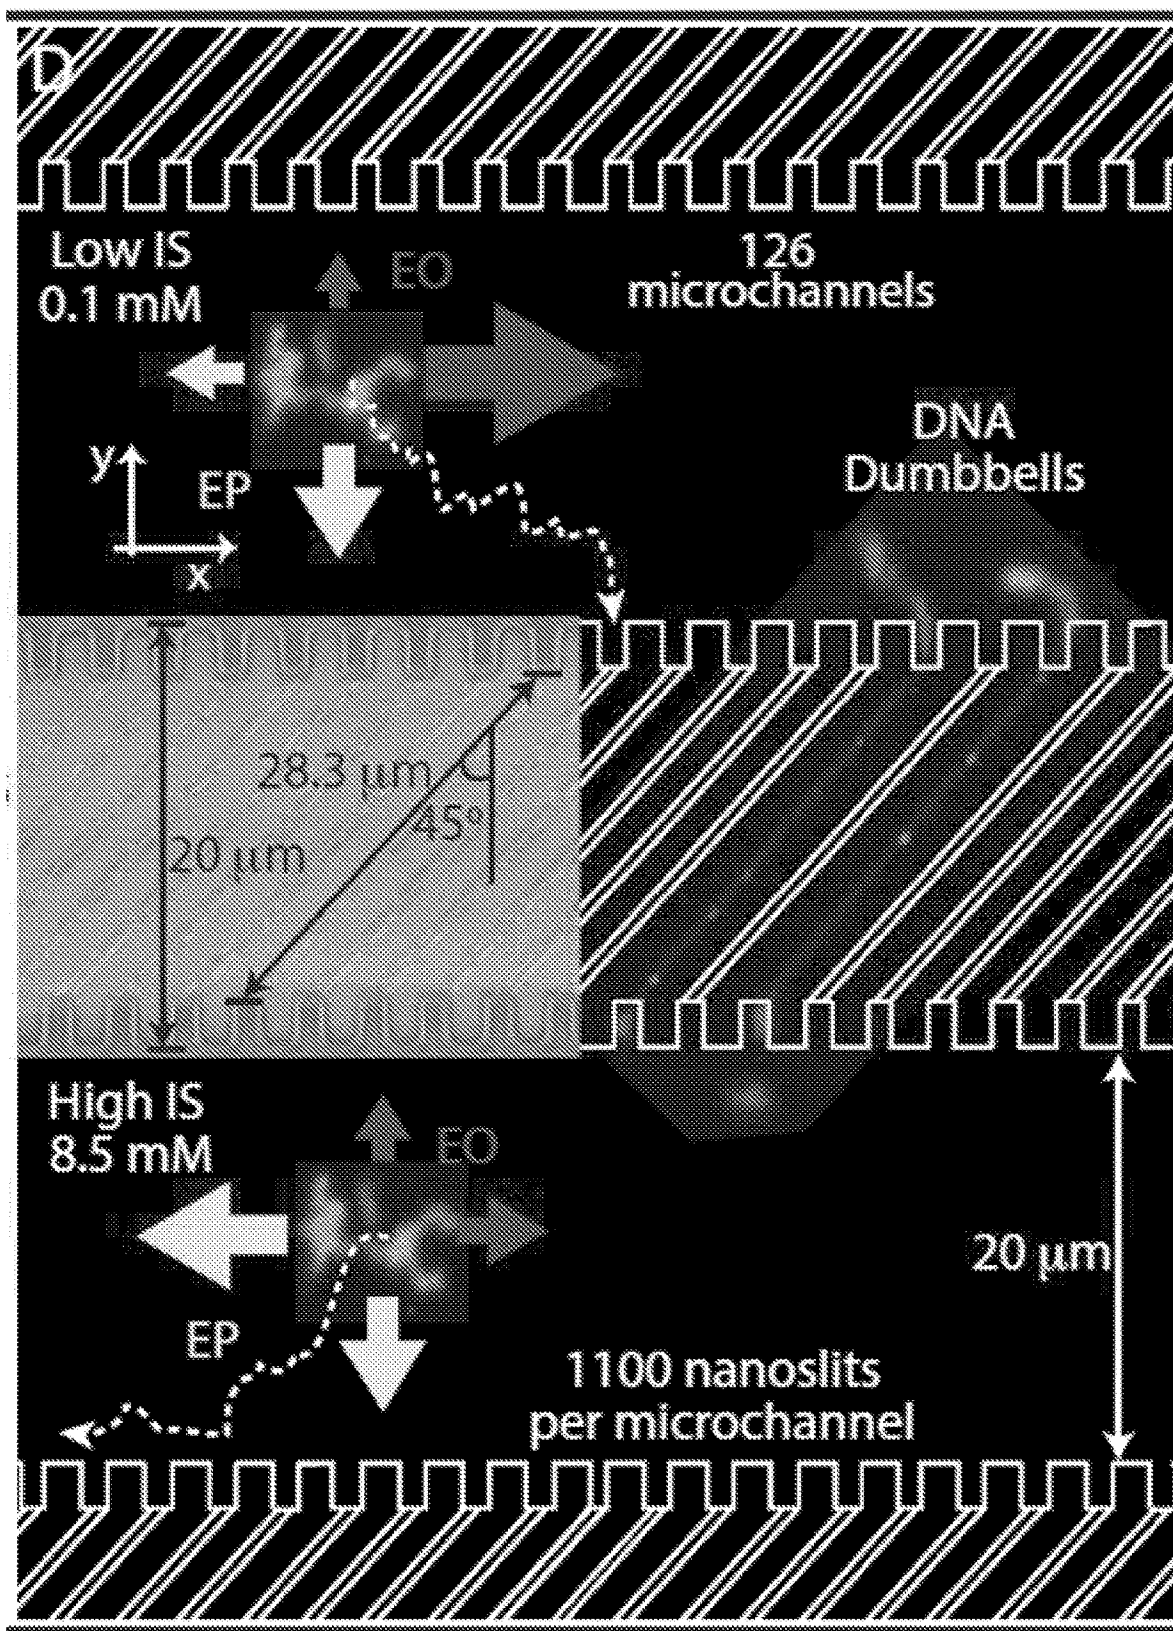 D
Low IS
0.1 mM
EO
126
microchannels
DNA
Dumbbells
y
EP
x
28.3 μm
45º
20 μm
High IS
8.5 mM
EO
20 μm
EP
1100 nanoslits
per microchannel